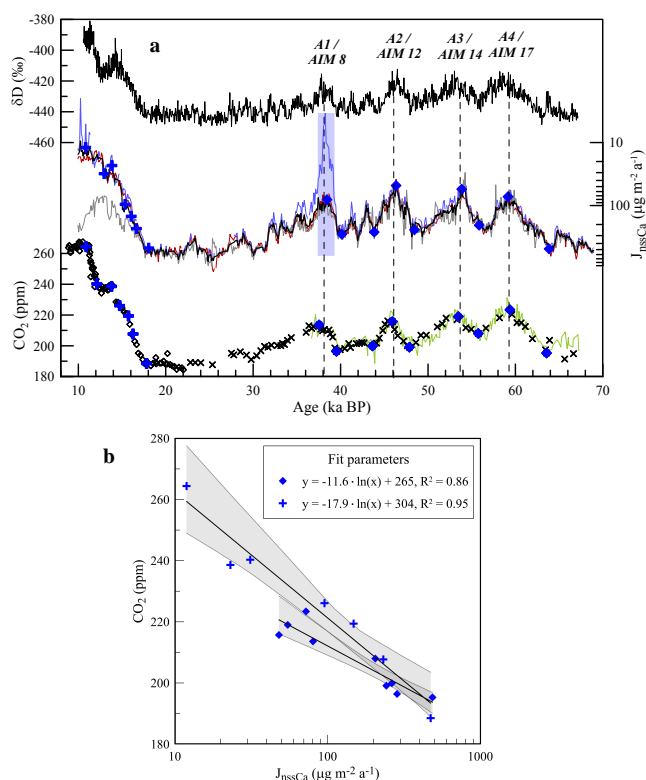 a
A1 / AIM 8
A2 / AIM 12
A3 / AIM 14
A4 / AIM 17
-380
-400
-420
-440
-460
δD (‰)
10
100
J nssCa (µg m-2 a-1)
260
240
220
200
180
CO2 (ppm)
10 20 30 40 50 60 70
Age (ka BP)
b
280
260
240
220
200
180
CO2 (ppm)
Fit parameters
y = -11.6 · ln(x) + 265, R2 = 0.86
y = -17.9 · ln(x) + 304, R2 = 0.95
10 100 1000
JnssCa (µg m-2 a-1)